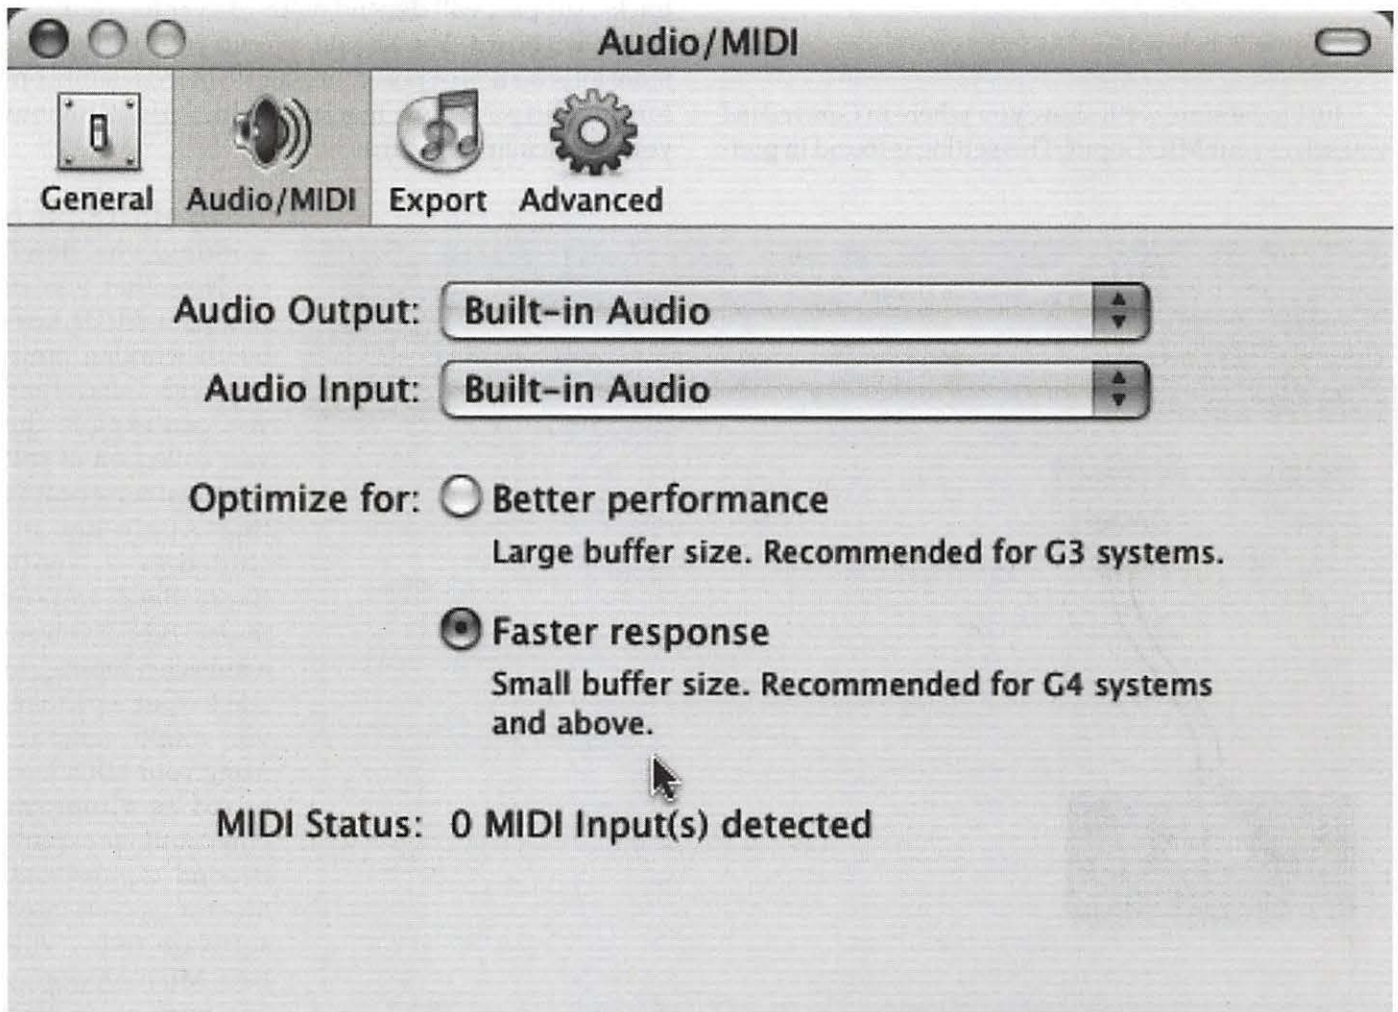 Audio/MIDI
General
Audio/MIDI
Export
Advanced
Audio Output: Built-in Audio
Audio Input: Built-in Audio
Optimize for: Better performance
Large buffer size. Recommended for G3 systems.
Faster response
Small buffer size. Recommended for G4 systems
and above.
MIDI Status: 0 MIDI Input(s) detected